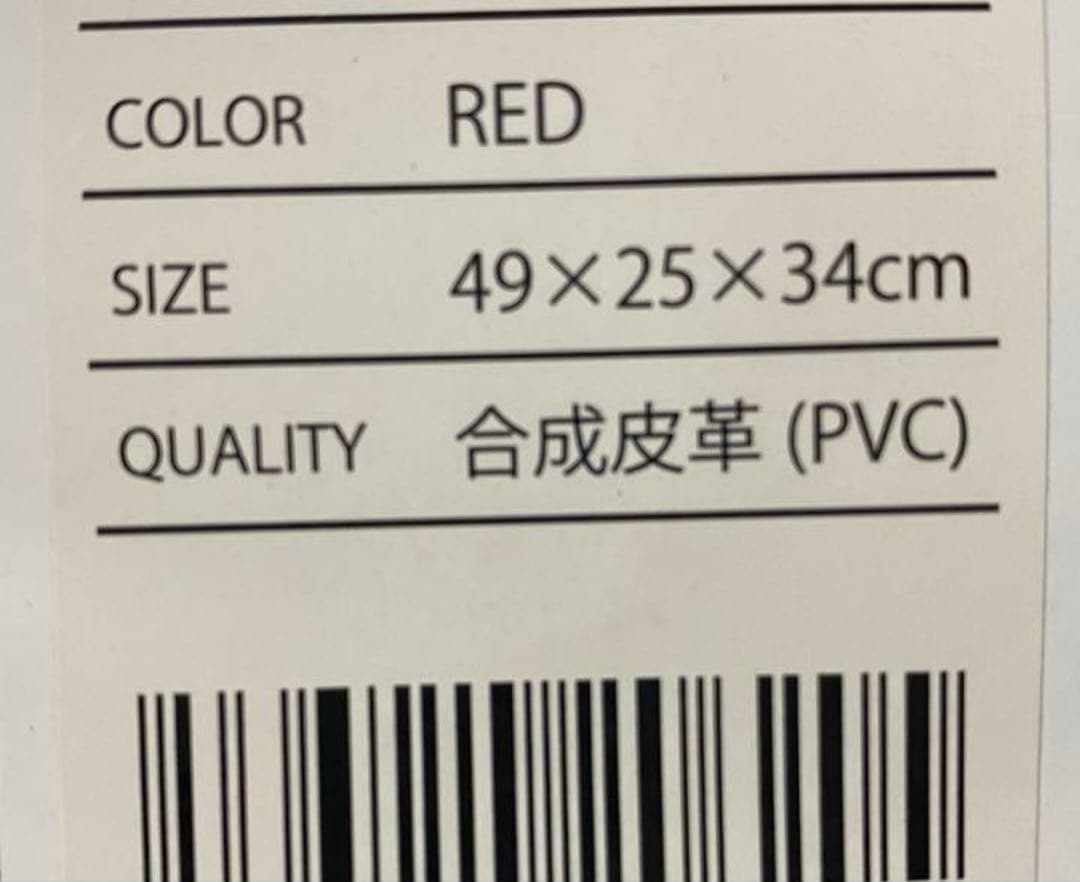 COLOR RED
SIZE 49×25×34cm
QUALITY 合成皮革 (PVC)